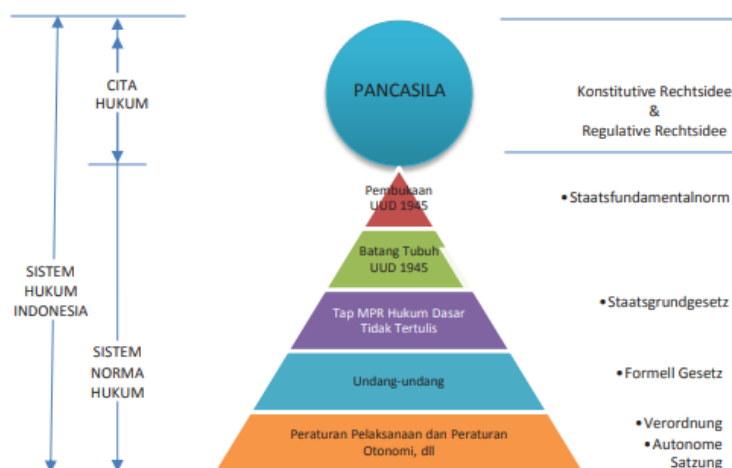 CITA
HUKUM
SISTEM
HUKUM
INDONESIA
SISTEM
NORMA
HUKUM
PANCASILA
Pembukaan
UUD 1945
Batang Tubuh
UUD 1945
Tap MPR Hukum Dasar
Tidak Tertulis
Undang-undang
Peraturan Pelaksanaan dan Peraturan
Otonomi, dll
Konstitutive Rechtsidee
&
Regulative Rechtsidee
•Staatsfundamentalnorm
•Staatsgrundgesetz
•Formell Gesetz
•Verordnung
•Autonome
Satzung